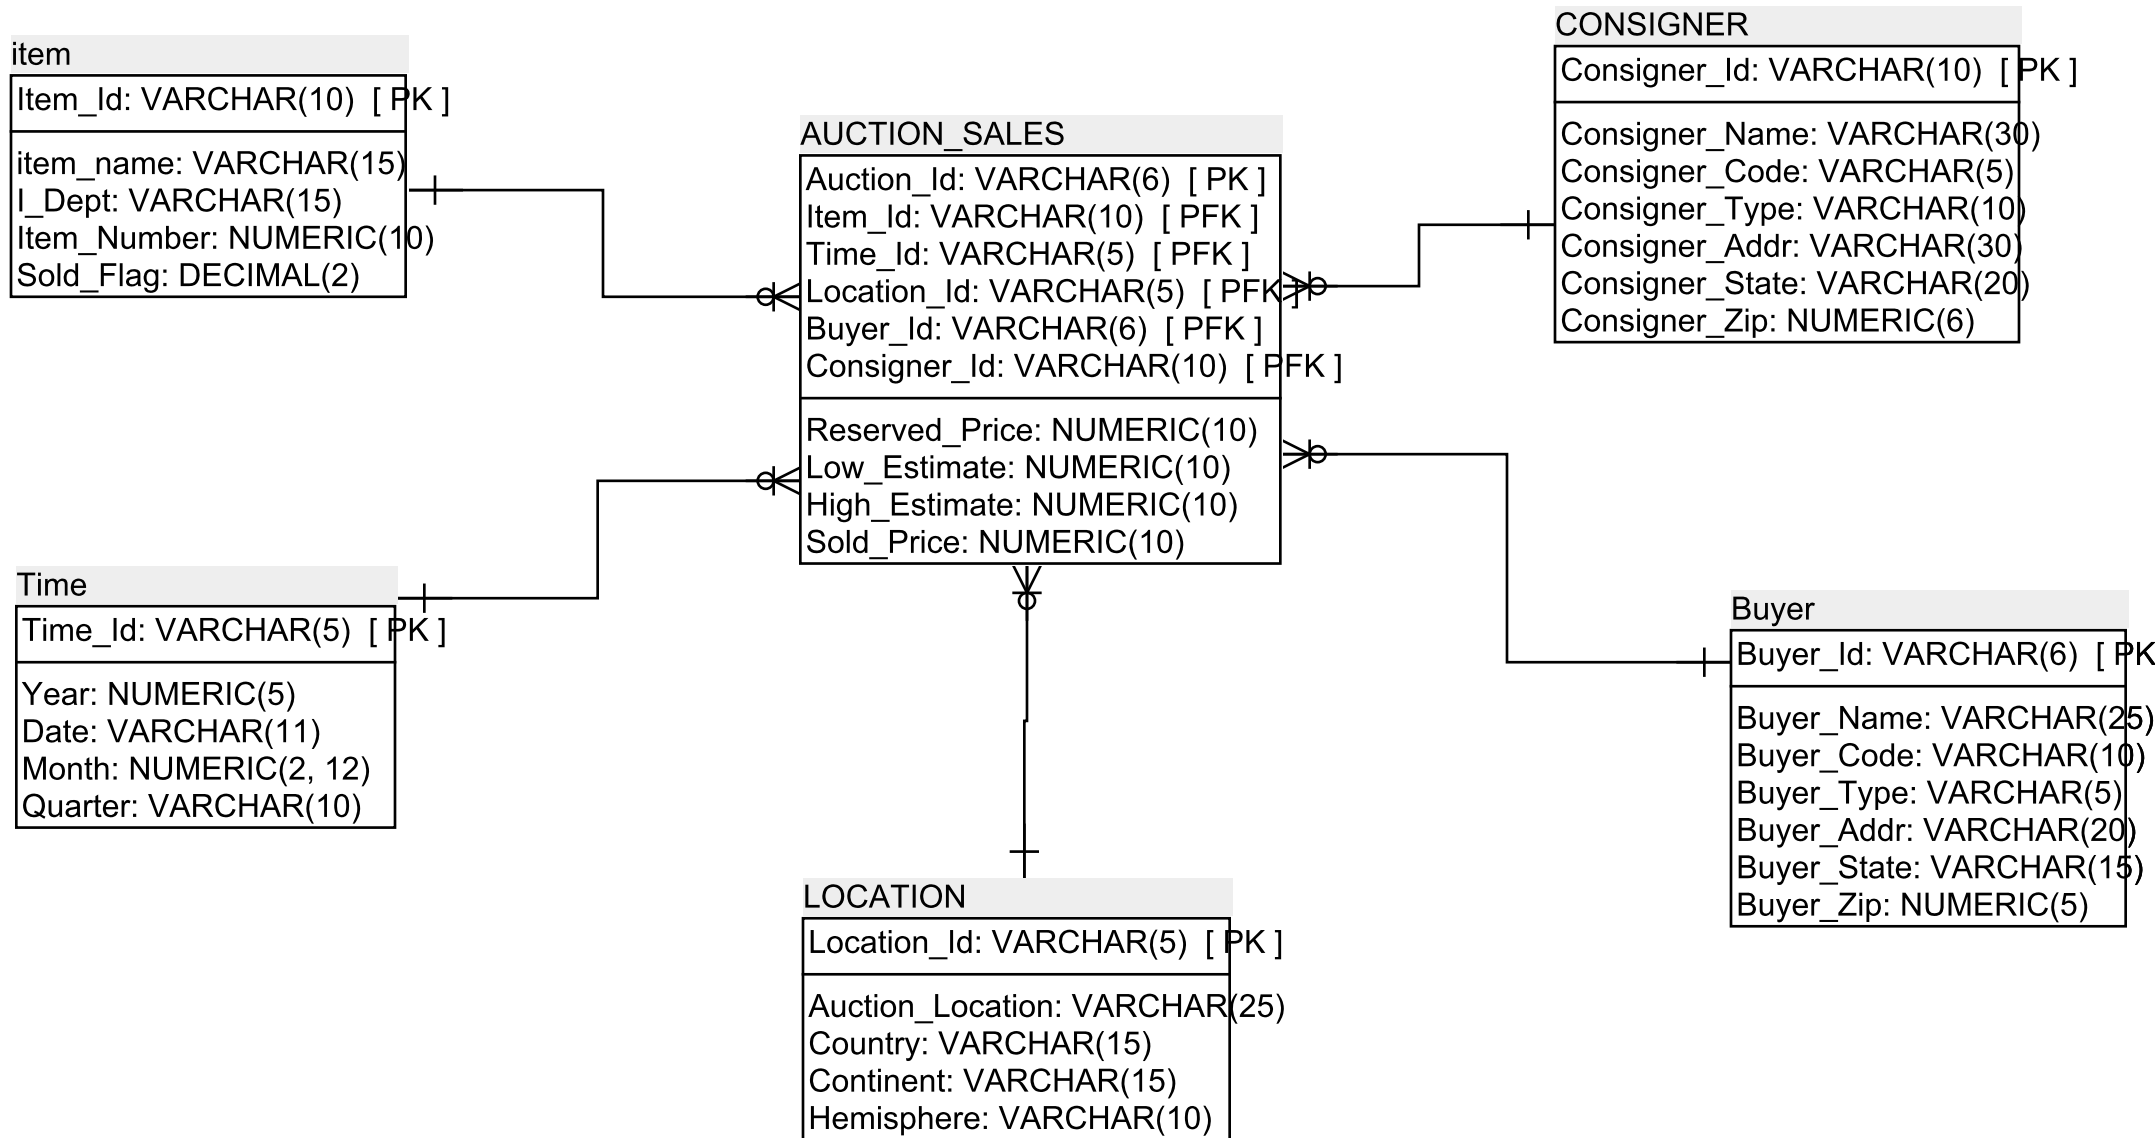 item
Item_Id: VARCHAR(10) [ PK ]
item_name: VARCHAR(15)
I_Dept: VARCHAR(15)
Item_Number: NUMERIC(10)
Sold_Flag: DECIMAL(2)
AUCTION_SALES
Auction_Id: VARCHAR(6) [ PK ]
Item_Id: VARCHAR(10) [ PFK ]
Time_Id: VARCHAR(5) [ PFK ]
Location_Id: VARCHAR(5) [ PFK ]
Buyer_Id: VARCHAR(6) [ PFK ]
Consigner_Id: VARCHAR(10) [ PFK ]
Reserved_Price: NUMERIC(10)
Low_Estimate: NUMERIC(10)
High_Estimate: NUMERIC(10)
Sold_Price: NUMERIC(10)
CONSIGNER
Consigner_Id: VARCHAR(10) [ PK ]
Consigner_Name: VARCHAR(30)
Consigner_Code: VARCHAR(5)
Consigner_Type: VARCHAR(10)
Consigner_Addr: VARCHAR(30)
Consigner_State: VARCHAR(20)
Consigner_Zip: NUMERIC(6)
Time
Time_Id: VARCHAR(5) [ PK ]
Year: NUMERIC(5)
Date: VARCHAR(11)
Month: NUMERIC(2, 12)
Quarter: VARCHAR(10)
Buyer
Buyer_Id: VARCHAR(6) [ PK
Buyer_Name: VARCHAR(25)
Buyer_Code: VARCHAR(10)
Buyer_Type: VARCHAR(5)
Buyer_Addr: VARCHAR(20)
Buyer_State: VARCHAR(15)
Buyer_Zip: NUMERIC(5)
LOCATION
Location_Id: VARCHAR(5) [ PK ]
Auction_Location: VARCHAR(25)
Country: VARCHAR(15)
Continent: VARCHAR(15)
Hemisphere: VARCHAR(10)